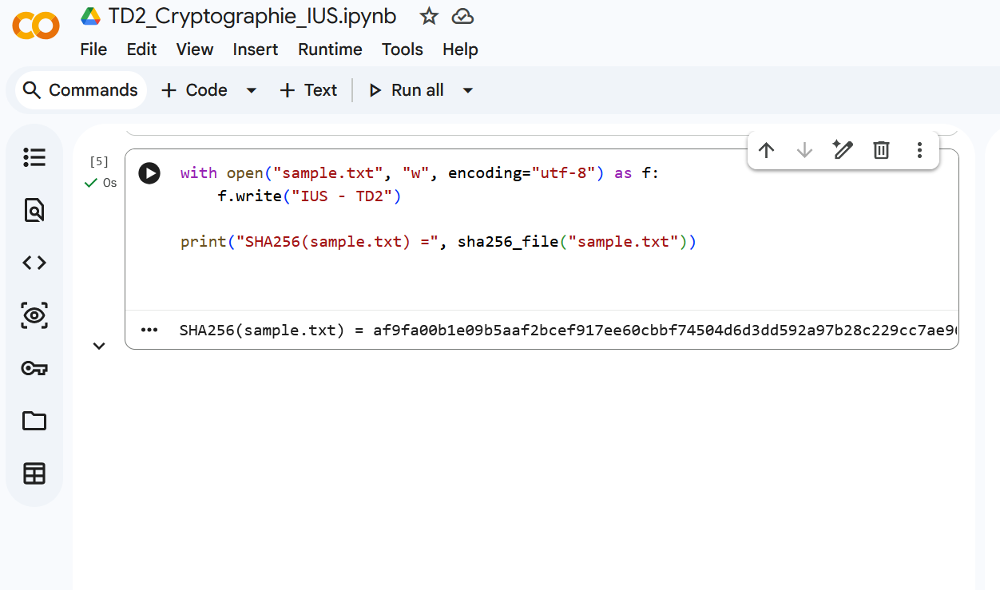 TD2_Cryptographie_IUS.ipynb
File Edit View Insert Runtime Tools Help
Commands + Code + Text Run all
[5]
0s
with open("sample.txt", "w", encoding="utf-8") as f:
    f.write("IUS - TD2")
print("SHA256(sample.txt) =", sha256_file("sample.txt"))
SHA256(sample.txt) = af9fa00b1e09b5aaf2bcef917ee60cbbf74504d6d3dd592a97b28c229cc7ae9